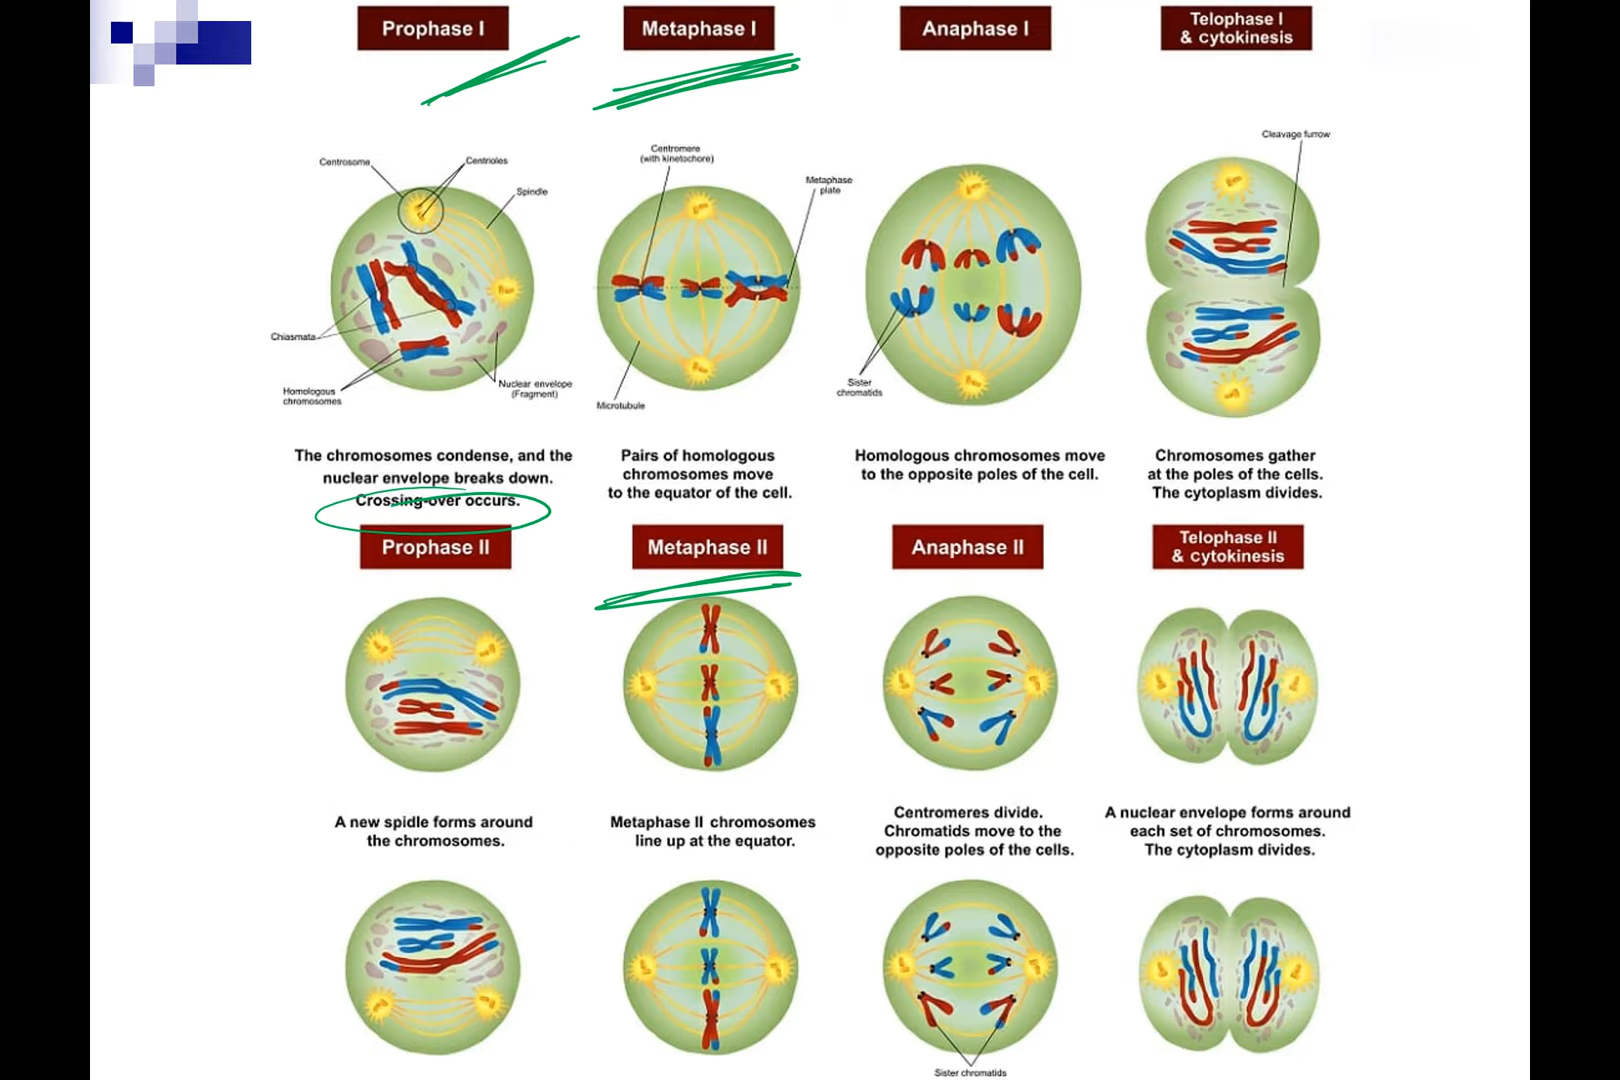 Prophase I
Metaphase I
Anaphase I
Telophase I
& cytokinesis
Cleavage furrow
Centromere
(with kinetochore)
Centrosome
Centrioles
Metaphase
plate
Spindle
Chiasmata
Homologous
chromosomes
Nuclear envelope
(Fragment)
Microtubule
Sister
chromatids
The chromosomes condense, and the
nuclear envelope breaks down.
Crossing-over occurs.
Pairs of homologous
chromosomes move
to the equator of the cell.
Homologous chromosomes move
to the opposite poles of the cell.
Chromosomes gather
at the poles of the cells.
The cytoplasm divides.
Prophase II
Metaphase II
Anaphase II
Telophase II
& cytokinesis
A new spidle forms around
the chromosomes.
Metaphase II chromosomes
line up at the equator.
Centromeres divide.
Chromatids move to the
opposite poles of the cells.
A nuclear envelope forms around
each set of chromosomes.
The cytoplasm divides.
Sister chromatids